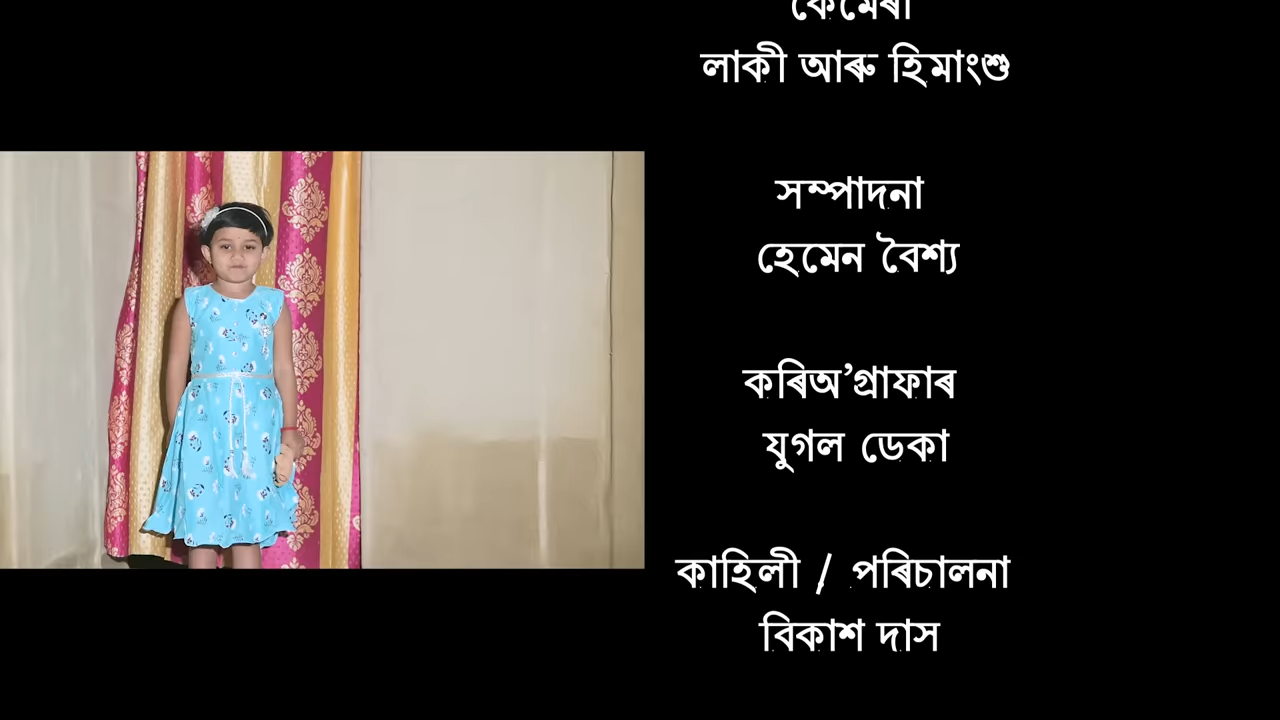 কেমেৰা
লাকী আৰু হিমাংশু
সম্পাদনা
হেমেন বৈশ্য
কৰিঅ’গ্ৰাফাৰ
যুগল ডেকা
কাহিলী / পৰিচালনা
বিকাশ দাস